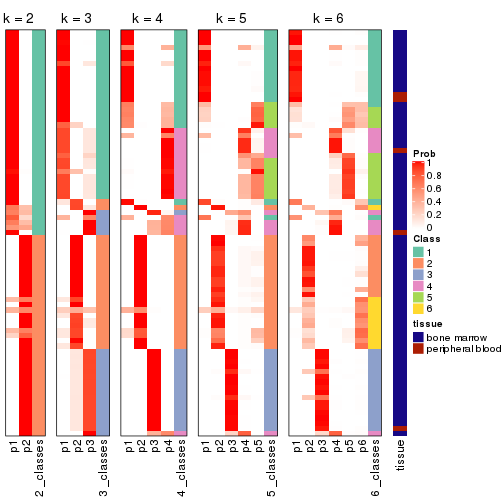 k = 2 k = 3 k = 4 k = 5 k = 6
Prob
1
0.8
0.6
0.4
0.2
0
Class
1
2
3
4
5
6
tissue
bone marrow
peripheral blood
p1 p2 2_classes p1 p2 p3 3_classes p1 p2 p3 p4 4_classes p1 p2 p3 p4 p5 5_classes p1 p2 p3 p4 p5 p6 6_classes tissue